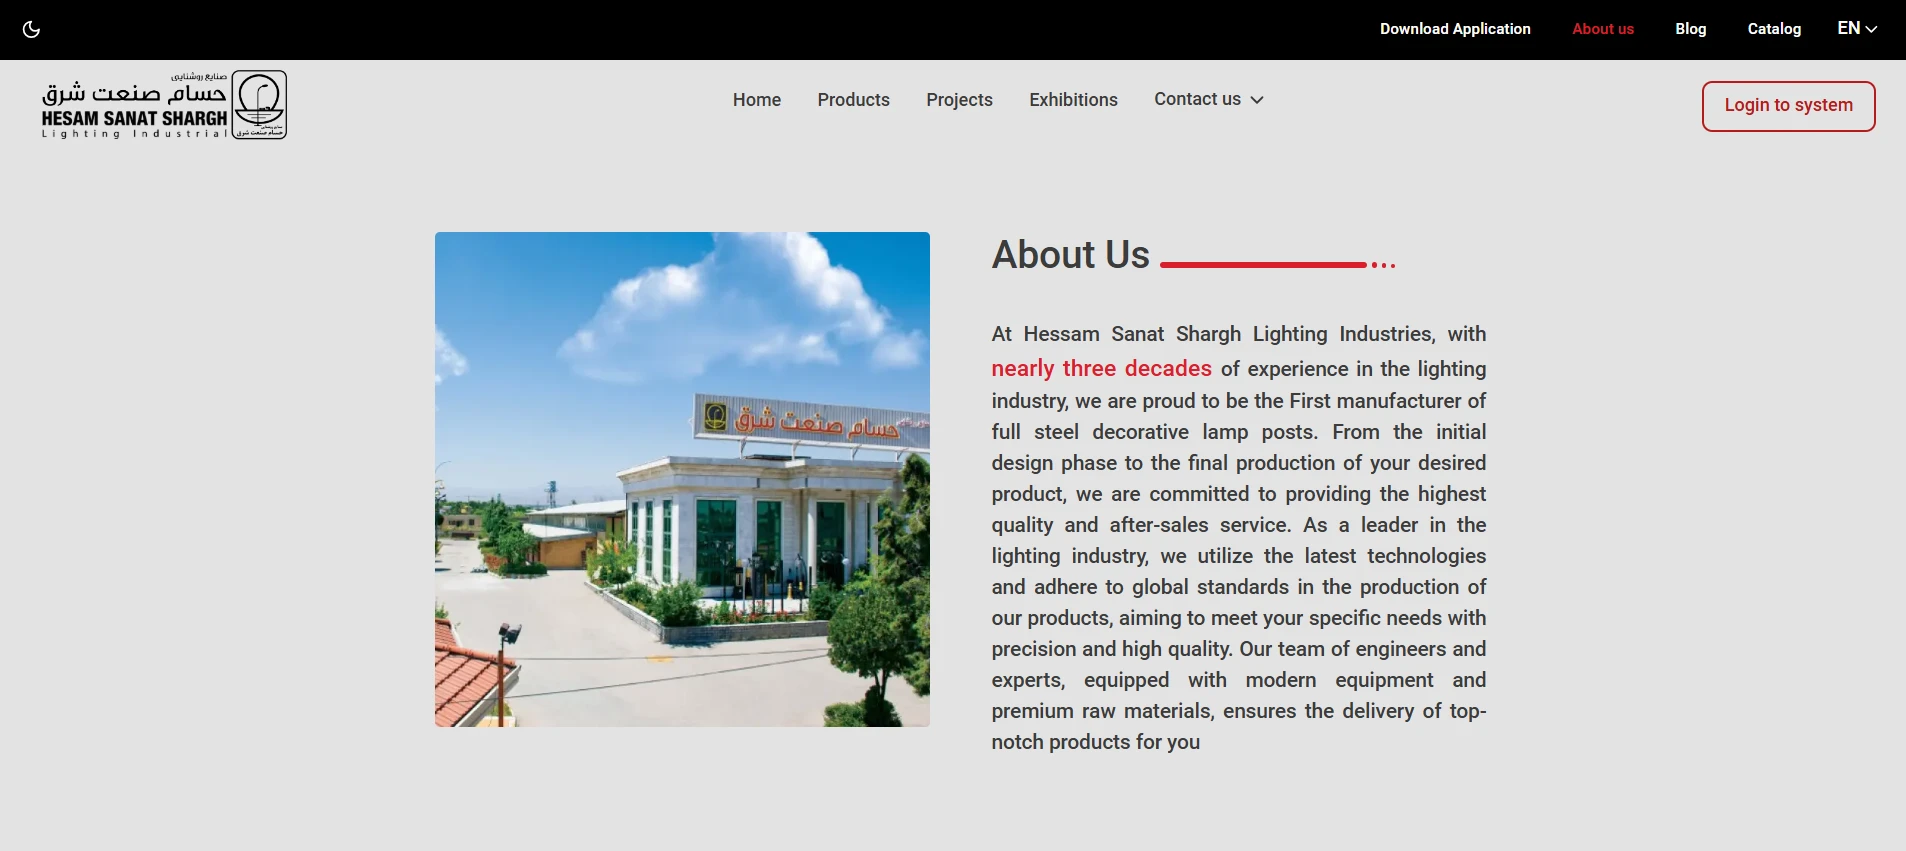 Download Application
About us
Blog
Catalog
EN
صنایع روشنایی
حسام صنعت شرق
HESAM SANAT SHARGH
Lighting Industrial
حسام صنعت شرق
Home
Products
Projects
Exhibitions
Contact us
Login to system
حسام صنعت شرق
About Us
At Hessam Sanat Shargh Lighting Industries, with
nearly three decades of experience in the lighting
industry, we are proud to be the First manufacturer of
full steel decorative lamp posts. From the initial
design phase to the final production of your desired
product, we are committed to providing the highest
quality and after-sales service. As a leader in the
lighting industry, we utilize the latest technologies
and adhere to global standards in the production of
our products, aiming to meet your specific needs with
precision and high quality. Our team of engineers and
experts, equipped with modern equipment and
premium raw materials, ensures the delivery of top-
notch products for you